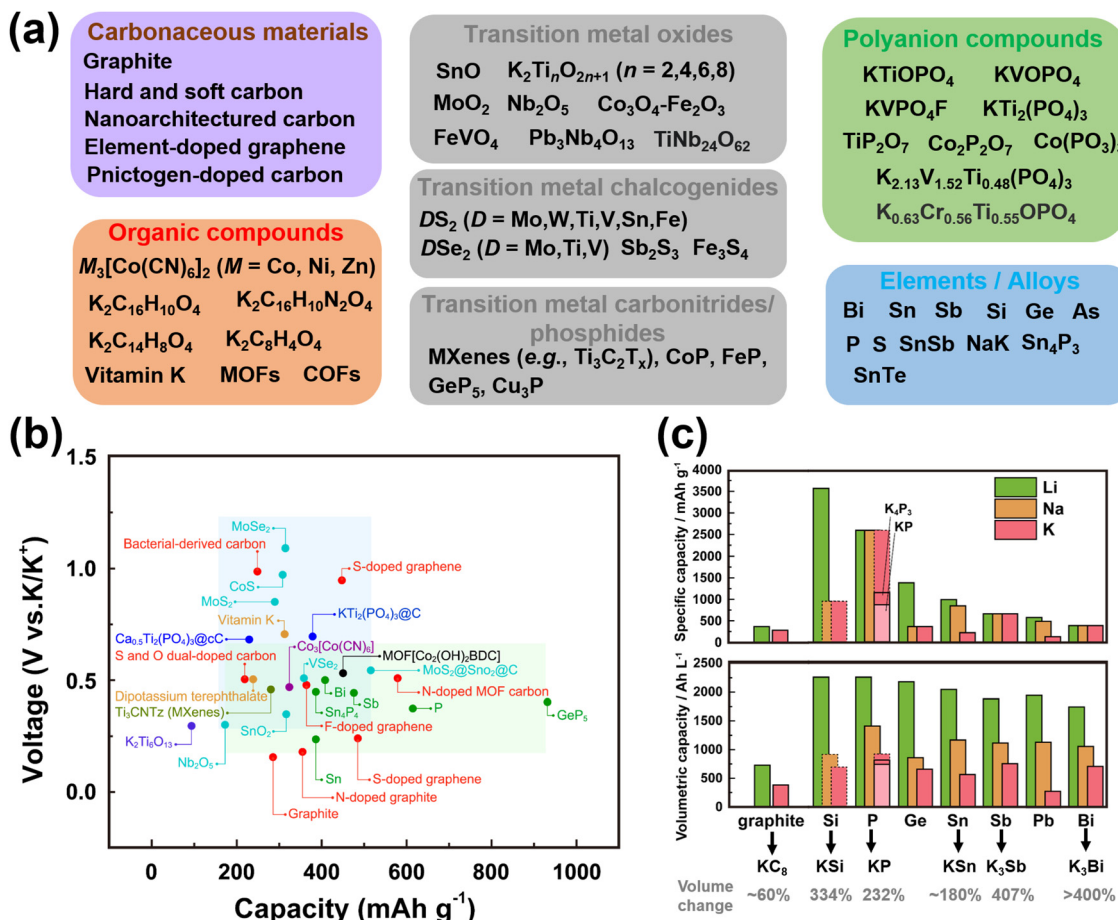 (a)
Carbonaceous materials
Graphite
Hard and soft carbon
Nanoarchitectured carbon
Element-doped graphene
Pnictogen-doped carbon
Organic compounds
M₃[Co(CN)₆]₂ (M = Co, Ni, Zn)
K₂C₁₆H₁₀O₄ K₂C₁₆H₁₀N₂O₄
K₂C₁₄H₈O₄ K₂C₈H₄O₄
Vitamin K MOFs COFs
Transition metal oxides
SnO K₂TiₙO₂ₙ₊₁ (n = 2,4,6,8)
MoO₂ Nb₂O₅ Co₃O₄-Fe₂O₃
FeVO₄ Pb₃Nb₄O₁₃ TiNb₂₄O₆₂
Transition metal chalcogenides
DS₂ (D = Mo,W,Ti,V,Sn,Fe)
DSe₂ (D = Mo,Ti,V) Sb₂S₃ Fe₃S₄
Transition metal carbonitrides/
phosphides
MXenes (e.g., Ti₃C₂Tₓ), CoP, FeP,
GeP₅, Cu₃P
Polyanion compounds
KTiOPO₄ KVOPO₄
KVPO₄F KTi₂(PO₄)₃
TiP₂O₇ Co₂P₂O₇ Co(PO₃)
K₂.₁₃V₁.₅₂Ti₀.₄₈(PO₄)₃
K₀.₆₃Cr₀.₅₆Ti₀.₅₅OPO₄
Elements / Alloys
Bi Sn Sb Si Ge As
P S SnSb NaK Sn₄P₃
SnTe
(b)
Voltage (V vs.K/K⁺)
1.5
1.0
0.5
0.0
MoSe₂
Bacterial-derived carbon
S-doped graphene
CoS
MoS₂
Vitamin K
KTi₂(PO₄)₃@C
Ca₀.₅Ti₂(PO₄)₃@cC
Co₃[Co(CN)₆]
S and O dual-doped carbon
MOF[Co₂(OH)₂BDC]
VSe₂
MoS₂@Sno₂@C
Dipotassium terephthalate
Bi
Sb
N-doped MOF carbon
Ti₃CNTz (MXenes)
Sn₄P₄
P
GeP₅
SnO₂
F-doped graphene
K₂Ti₆O₁₃
Nb₂O₅
Sn
S-doped graphene
N-doped graphite
Graphite
0 200 400 600 800 1000
Capacity (mAh g⁻¹)
(c)
Specific capacity / mAh g⁻¹
4000
3500
3000
2500
2000
1500
1000
500
0
K₄P₃
KP
Li
Na
K
Volumetric capacity / Ah L⁻¹
2500
2000
1500
1000
500
0
graphite Si P Ge Sn Sb Pb Bi
KC₈ KSi KP KSn K₃Sb K₃Bi
Volume
change
~60% 334% 232% ~180% 407% >400%